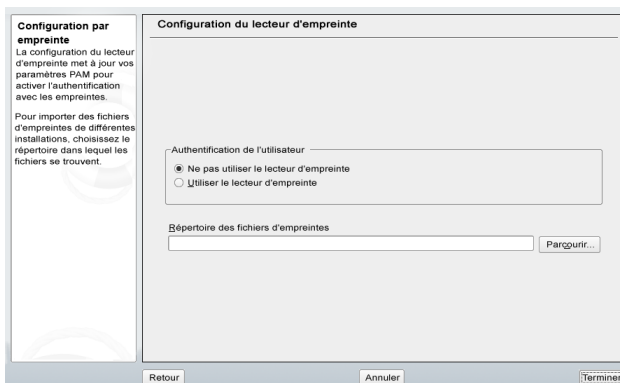 Configuration par
empreinte
La configuration du lecteur
d'empreinte met à jour vos
paramètres PAM pour
activer l'authentification
avec les empreintes.
Pour importer des fichiers
d'empreintes de différentes
installations, choisissez le
répertoire dans lequel les
fichiers se trouvent.
Configuration du lecteur d'empreinte
Authentification de l'utilisateur
Ne pas utiliser le lecteur d'empreinte
Utiliser le lecteur d'empreinte
Répertoire des fichiers d'empreintes
Parcourir...
Retour
Annuler
Terminer